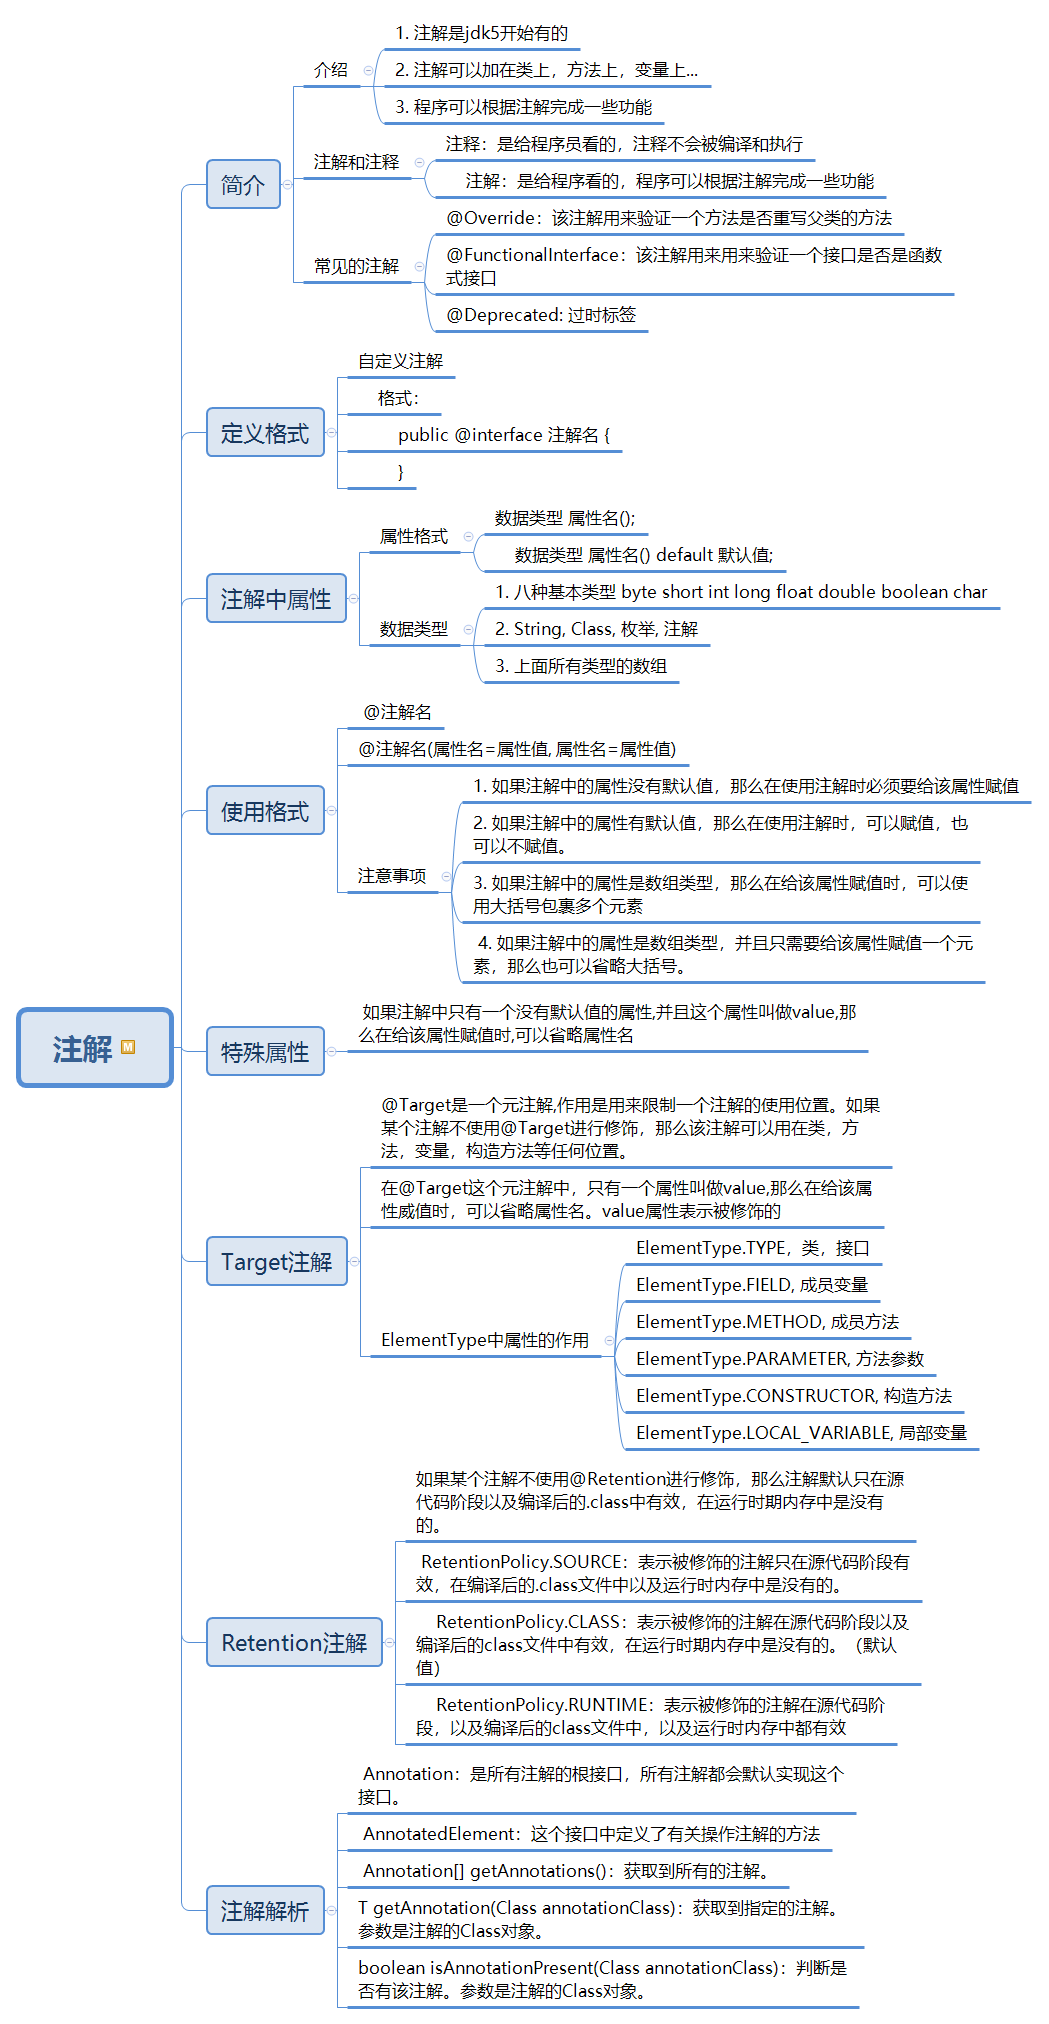 注解
简介
介绍
1. 注解是jdk5开始有的
2. 注解可以加在类上，方法上，变量上...
3. 程序可以根据注解完成一些功能
注解和注释
注释：是给程序员看的，注释不会被编译和执行
注解：是给程序看的，程序可以根据注解完成一些功能
常见的注解
@Override：该注解用来验证一个方法是否重写父类的方法
@FunctionalInterface：该注解用来用来验证一个接口是否是函数
式接口
@Deprecated: 过时标签
定义格式
自定义注解
格式：
public @interface 注解名 {
}
注解中属性
属性格式
数据类型 属性名();
数据类型 属性名() default 默认值;
数据类型
1. 八种基本类型 byte short int long float double boolean char
2. String, Class, 枚举, 注解
3. 上面所有类型的数组
使用格式
@注解名
@注解名(属性名=属性值, 属性名=属性值)
注意事项
1. 如果注解中的属性没有默认值，那么在使用注解时必须要给该属性赋值
2. 如果注解中的属性有默认值，那么在使用注解时，可以赋值，也
可以不赋值。
3. 如果注解中的属性是数组类型，那么在给该属性赋值时，可以使
用大括号包裹多个元素
4. 如果注解中的属性是数组类型，并且只需要给该属性赋值一个元
素，那么也可以省略大括号。
特殊属性
如果注解中只有一个没有默认值的属性,并且这个属性叫做value,那
么在给该属性赋值时,可以省略属性名
Target注解
@Target是一个元注解,作用是用来限制一个注解的使用位置。如果
某个注解不使用@Target进行修饰，那么该注解可以用在类，方
法，变量，构造方法等任何位置。
在@Target这个元注解中，只有一个属性叫做value,那么在给该属
性威值时，可以省略属性名。value属性表示被修饰的
ElementType中属性的作用
ElementType.TYPE，类，接口
ElementType.FIELD, 成员变量
ElementType.METHOD, 成员方法
ElementType.PARAMETER, 方法参数
ElementType.CONSTRUCTOR, 构造方法
ElementType.LOCAL_VARIABLE, 局部变量
Retention注解
如果某个注解不使用@Retention进行修饰，那么注解默认只在源
代码阶段以及编译后的.class中有效，在运行时期内存中是没有
的。
RetentionPolicy.SOURCE：表示被修饰的注解只在源代码阶段有
效，在编译后的.class文件中以及运行时内存中是没有的。
RetentionPolicy.CLASS：表示被修饰的注解在源代码阶段以及
编译后的class文件中有效，在运行时期内存中是没有的。（默认
值）
RetentionPolicy.RUNTIME：表示被修饰的注解在源代码阶
段，以及编译后的class文件中，以及运行时内存中都有效
注解解析
Annotation：是所有注解的根接口，所有注解都会默认实现这个
接口。
AnnotatedElement：这个接口中定义了有关操作注解的方法
Annotation[] getAnnotations()：获取到所有的注解。
T getAnnotation(Class annotationClass)：获取到指定的注解。
参数是注解的Class对象。
boolean isAnnotationPresent(Class annotationClass)：判断是
否有该注解。参数是注解的Class对象。